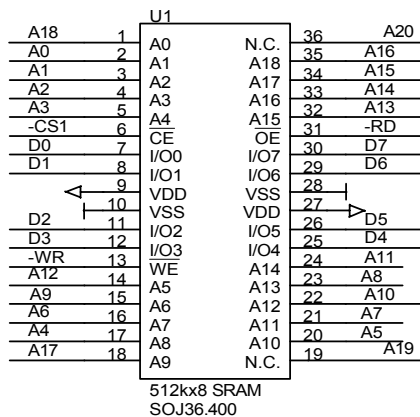 U1
A18 1 A0 N.C. 36 A20
A0 2 A1 A18 35 A16
A1 3 A2 A17 34 A15
A2 4 A3 A16 33 A14
A3 5 A4 A15 32 A13
-CS1 6 CE OE 31 -RD
D0 7 I/O0 I/O7 30 D7
D1 8 I/O1 I/O6 29 D6
9 VDD VSS 28
10 VSS VDD 27
D2 11 I/O2 I/O5 26 D5
D3 12 I/O3 I/O4 25 D4
-WR 13 WE A14 24 A11
A12 14 A5 A13 23 A8
A9 15 A6 A12 22 A10
A6 16 A7 A11 21 A7
A4 17 A8 A10 20 A5
A17 18 A9 N.C. 19 A19
512kx8 SRAM
SOJ36.400